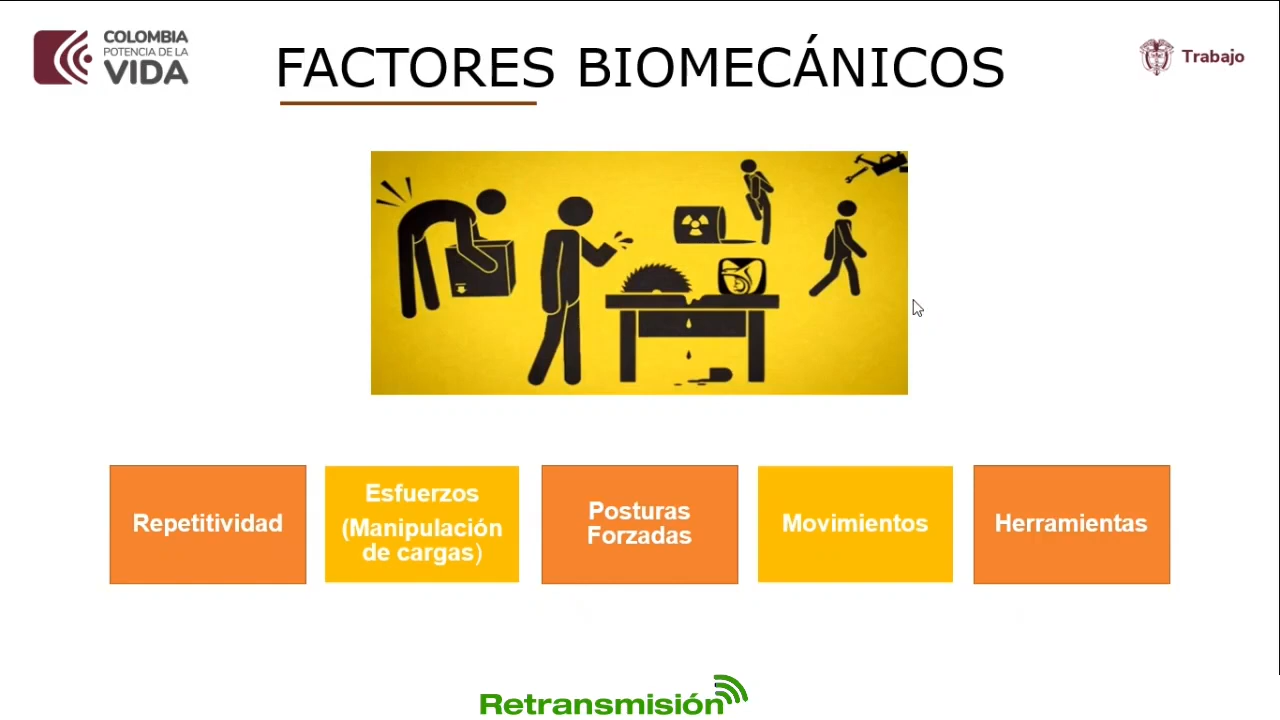 COLOMBIA
POTENCIA DE LA
VIDA
FACTORES BIOMECÁNICOS
Trabajo
Repetitividad
Esfuerzos
(Manipulación
de cargas)
Posturas
Forzadas
Movimientos
Herramientas
Retransmisión